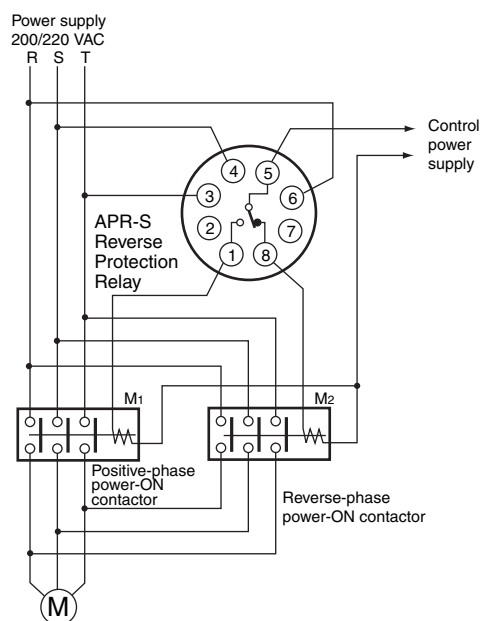 Power supply
200/220 VAC
R S T
Control
power
supply
4 5
3 6
2 7
1 8
APR-S
Reverse
Protection
Relay
M1
M2
Positive-phase
power-ON
contactor
Reverse-phase
power-ON contactor
M